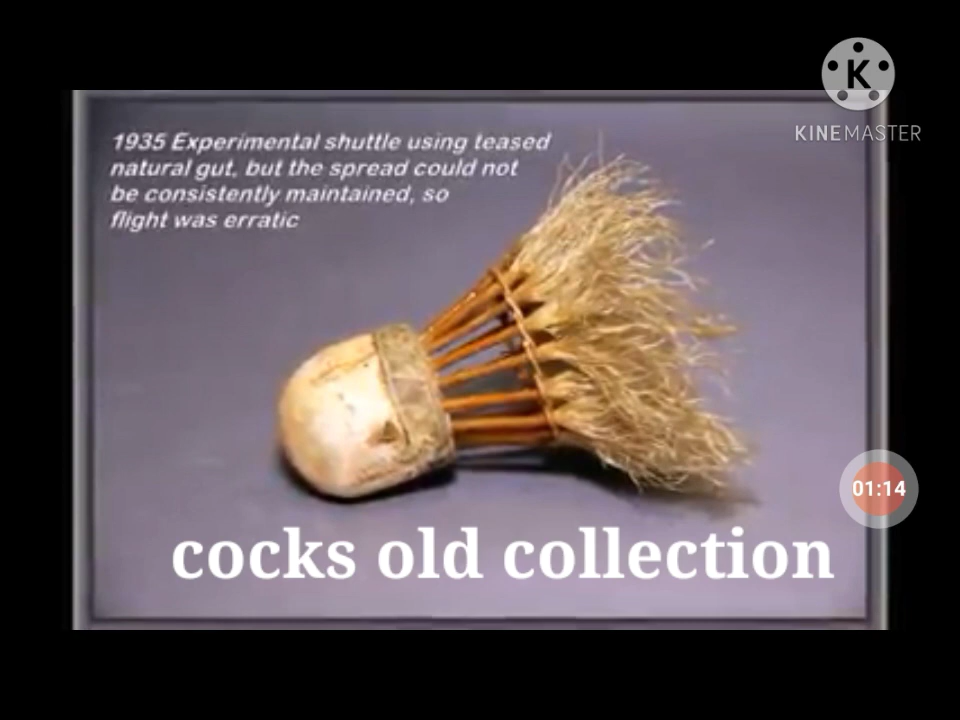 K
KINEMASTER
1935 Experimental shuttle using teased
natural gut, but the spread could not
be consistently maintained, so
flight was erratic
01:14
cocks old collection